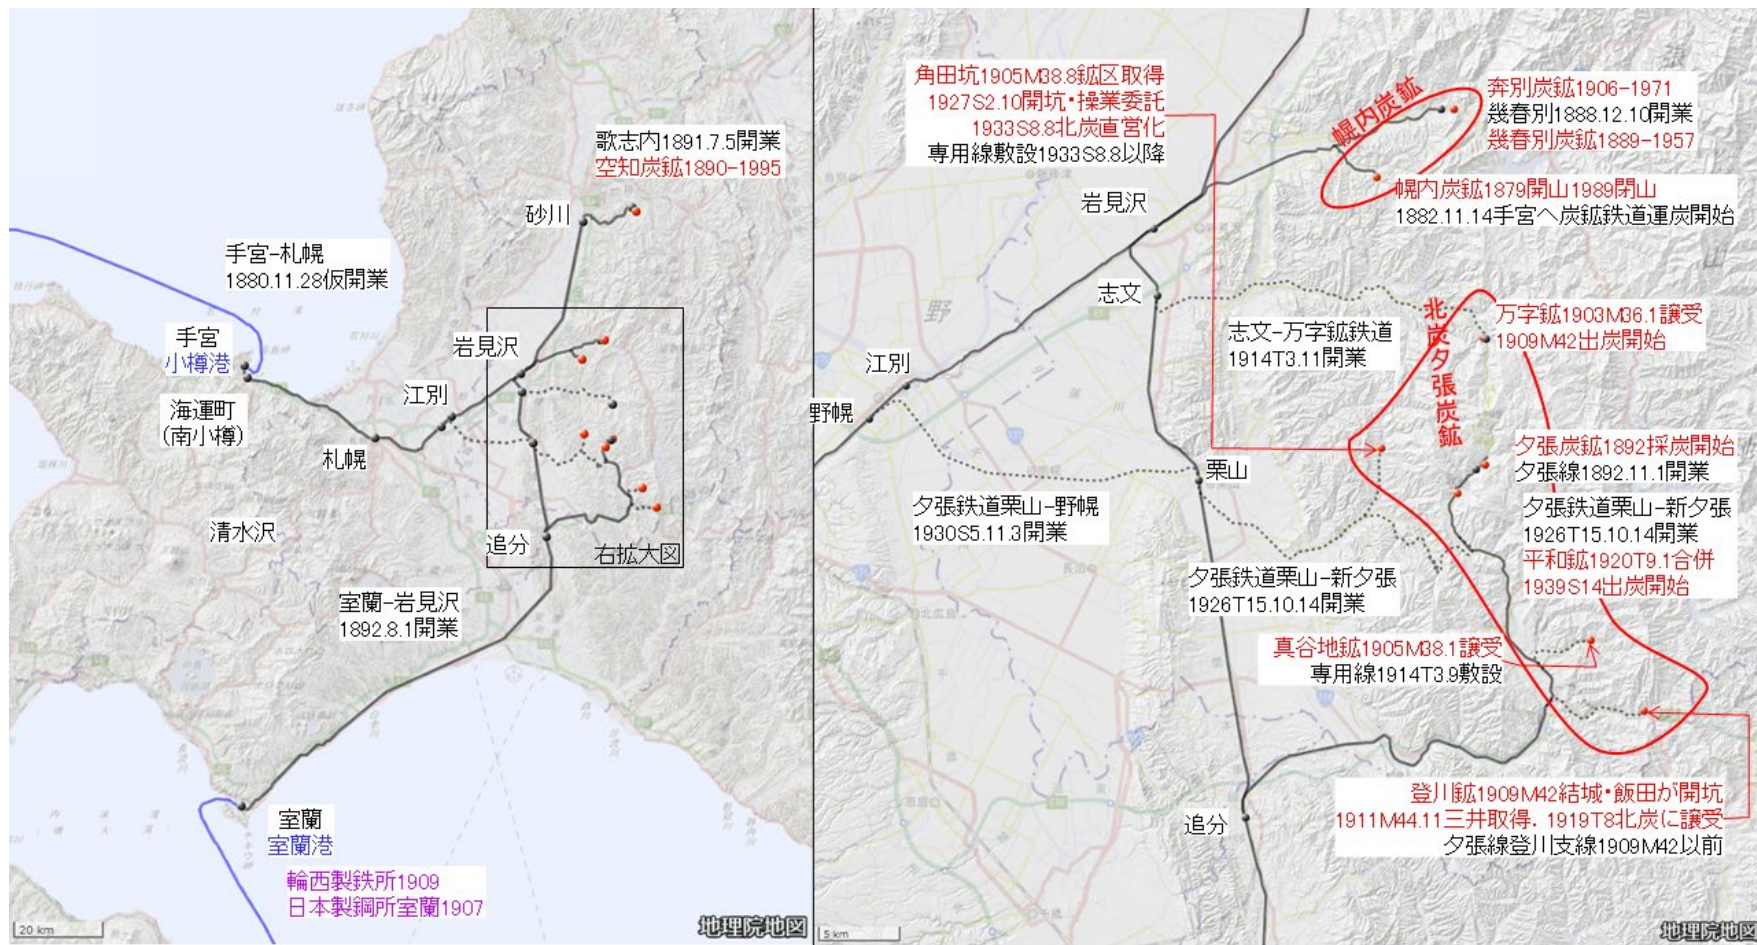 歌志内1891.7.5開業
空知炭鉱1890-1995
砂川
手宮-札幌
1880.11.28仮開業
手宮
小樽港
海運町
(南小樽)
札幌
江別
岩見沢
清水沢
追分
右拡大図
室蘭-岩見沢
1892.8.1開業
室蘭
室蘭港
輪西製鉄所1909
日本製鋼所室蘭1907
20 km
地理院地図
角田坑1905M38.8鉱区取得
1927S2.10開坑・操業委託
1933S8.8北炭直営化
専用線敷設1933S8.8以降
幌内炭鉱
奔別炭鉱1906-1971
幾春別1888.12.10開業
幾春別炭鉱1889-1957
幌内炭鉱1879開山1989閉山
1882.11.14手宮へ炭鉱鉄道運炭開始
岩見沢
志文
野
志文-万字鉱鉄道
1914T3.11開業
北炭夕張炭鉱
万字鉱1903M36.1譲受
1909M42出炭開始
江別
野幌
栗山
夕張鉄道栗山-野幌
1930S5.11.3開業
夕張炭鉱1892採炭開始
夕張線1892.11.1開業
夕張鉄道栗山-新夕張
1926T15.10.14開業
平和鉱1920T9.1合併
1939S14出炭開始
夕張鉄道栗山-新夕張
1926T15.10.14開業
真谷地鉱1905M38.1譲受
専用線1914T3.9敷設
追分
登川鉱1909M42結城・飯田が開坑
1911M44.11三井取得．1919T8北炭に譲受
夕張線登川支線1909M42以前
5 km
地理院地図